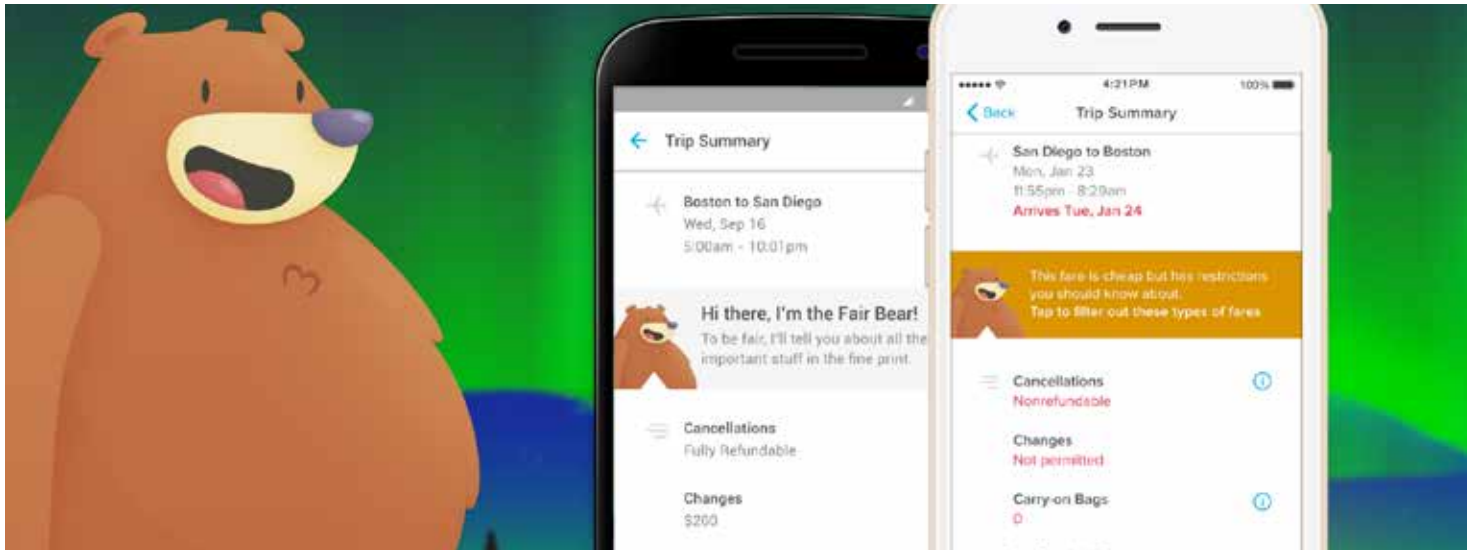 Trip Summary
Boston to San Diego
Wed, Sep 16
5:00am - 10:01pm
Hi there, I'm the Fair Bear!
To be fair, I'll tell you about all the
important stuff in the fine print.
Cancellations
Fully Refundable
Changes
$200
4:21PM
100%
Back
Trip Summary
San Diego to Boston
Mon, Jan 23
11:55pm - 8:29am
Arrives Tue, Jan 24
This fare is cheap but has restrictions
you should know about.
Tap to filter out these types of fares
Cancellations
Nonrefundable
Changes
Not permitted
Carry-on Bags
0